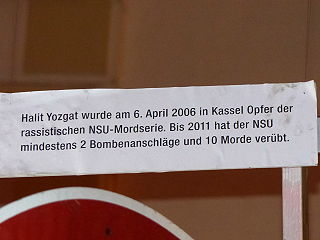 Halit Yozgat wurde am 6. April 2006 in Kassel Opfer der
rassistischen NSU-Mordserie. Bis 2011 hat der NSU
mindestens 2 Bombenanschläge und 10 Morde verübt.